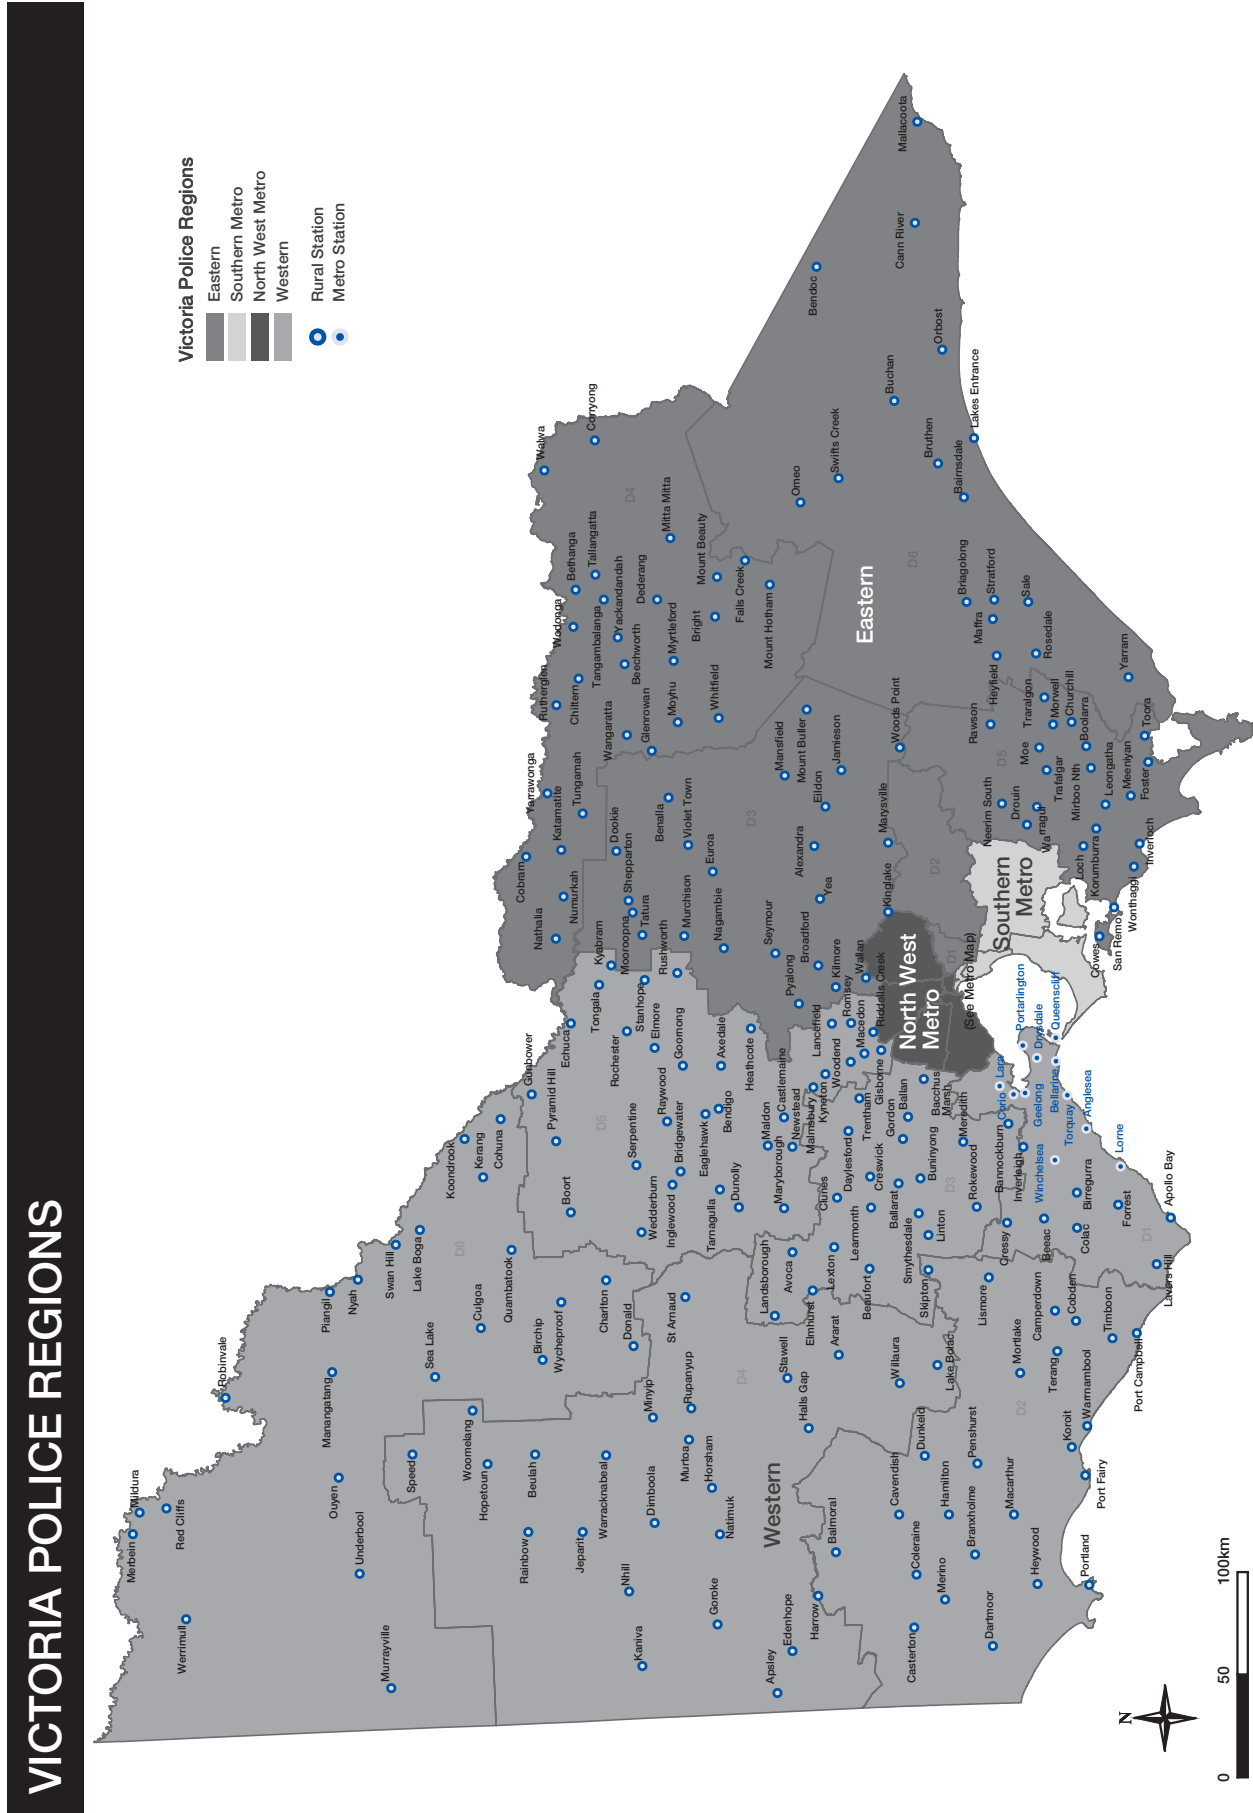 VICTORIA POLICE REGIONS
Victoria Police Regions
Eastern
Southern Metro
North West Metro
Western
Rural Station
Metro Station
Merbein
Mildura
Red Cliffs
Werrimull
Robinvale
Ouyen
Manangatang
Piangil
Nyah
Underbool
Murrayville
Swan Hill
Lake Boga
Koondrook
Kerang
Cohuna
Gunbower
Speed
Sea Lake
Culgoa
Quambatook
D6
Woomelang
Hopetoun
Beulah
Rainbow
Jeparit
Warracknabeal
Birchip
Wycheproof
Charlton
Donald
Boort
Pyramid Hill
Echuca
D5
Nhill
Dimboola
Minyip
Kaniva
Goroke
Natimuk
Horsham
Murtoa
Rupanyup
St Arnaud
Wedderburn
Inglewood
Serpentine
Bridgewater
Raywood
Rochester
Elmore
Goornong
Tongala
Kyabram
Stanhope
Rushworth
Tarnagulla
Dunolly
Eaglehawk
Bendigo
Axedale
Heathcote
D4
Western
Apsley
Edenhope
Harrow
Balmoral
Halls Gap
Stawell
Landsborough
Avoca
Maryborough
Maldon
Newstead
Castlemaine
Malmsbury
Kyneton
Elmhurst
Ararat
Lexton
Clunes
Daylesford
Creswick
Learmonth
Beaufort
Trentham
Woodend
Lancefield
Romsey
Macedon
Riddells Creek
Gisborne
Ballarat
Gordon
Ballan
Bacchus
Marsh
Buninyong
Smythesdale
Linton
Skipton
Willaura
Lake Bolac
D3
Casterton
Coleraine
Cavendish
Dunkeld
Merino
Hamilton
Branxholme
Penshurst
Dartmoor
Macarthur
Heywood
Portland
Port Fairy
Koroit
Warrnambool
D2
Mortlake
Terang
Camperdown
Cobden
Timboon
Port Campbell
Lismore
Cressy
Beeac
Colac
Birregurra
Forrest
Lavers Hill
Apollo Bay
D1
Rokewood
Meredith
Bannockburn
Inverleigh
Winchelsea
Lorne
Anglesea
Torquay
Geelong
Corio
Lara
Bellarine
Drysdale
Portarlington
Queenscliff
North West
Metro
(See Metro Map)
Southern
Metro
D1
D2
Cobram
Yarrawonga
Katamatite
Tungamah
Nathalia
Numurkah
Dookie
Shepparton
Mooroopna
Tatura
Murchison
Nagambie
Violet Town
Benalla
Euroa
Seymour
Pyalong
Broadford
Kilmore
Wallan
Kinglake
Yea
Alexandra
Eildon
Marysville
Mansfield
Mount Buller
Jamieson
Woods Point
D3
Rutherglen
Chiltern
Wodonga
Bethanga
Tallangatta
Tangambalanga
Yackandandah
Beechworth
Wangaratta
Glenrowan
Dederang
Myrtleford
Moyhu
Whitfield
Bright
Mount Beauty
Falls Creek
Mount Hotham
Mitta Mitta
Walwa
Corryong
D4
Omeo
Swifts Creek
Eastern
D6
Bendoc
Mallacoota
Cann River
Orbost
Buchan
Bruthen
Bairnsdale
Lakes Entrance
Briagolong
Stratford
Maffra
Sale
Heyfield
Rosedale
Rawson
D5
Traralgon
Morwell
Churchill
Boolarra
Moe
Trafalgar
Mirboo Nth
Neerim South
Drouin
Warragul
Leongatha
Meeniyan
Foster
Toora
Yarram
Loch
Korumburra
Inverloch
Wonthaggi
San Remo
Cowes
N
0
50
100km